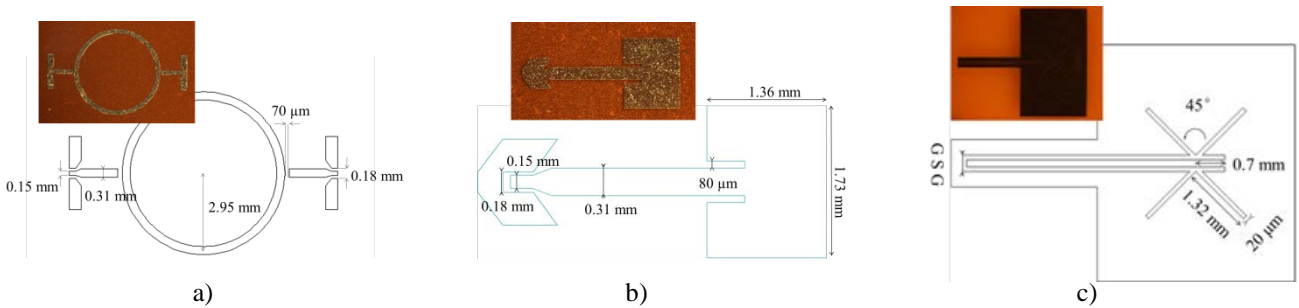 70 µm
0.15 mm
0.31 mm
2.95 mm
0.18 mm
a)
1.36 mm
0.15 mm
0.18 mm
0.31 mm
80 µm
1.73 mm
b)
45°
G S G
0.7 mm
1.32 mm
20 µm
c)